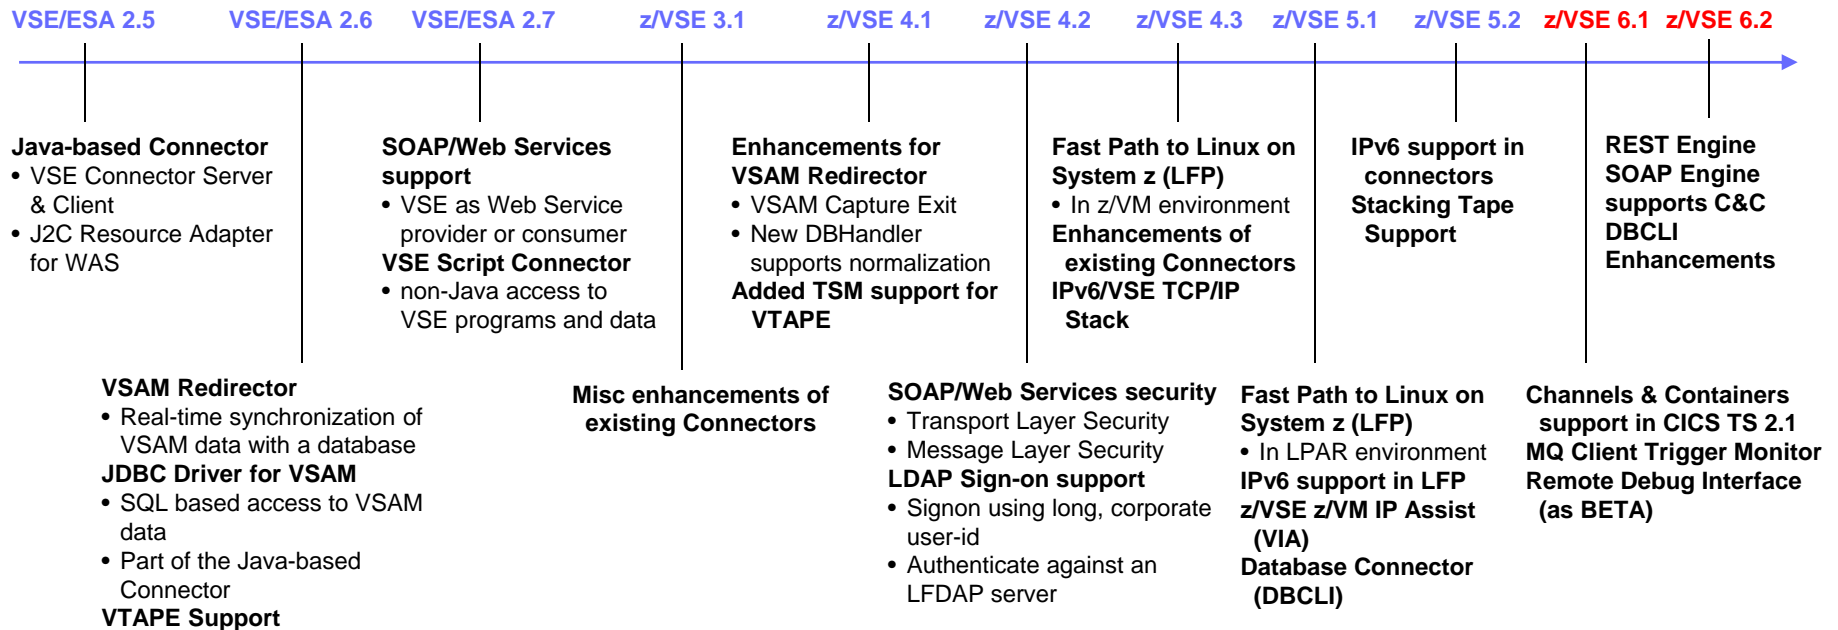 VSE/ESA 2.5 VSE/ESA 2.6 VSE/ESA 2.7 z/VSE 3.1 z/VSE 4.1 z/VSE 4.2 z/VSE 4.3 z/VSE 5.1 z/VSE 5.2 z/VSE 6.1 z/VSE 6.2
Java-based Connector
• VSE Connector Server
& Client
• J2C Resource Adapter
for WAS
SOAP/Web Services
support
• VSE as Web Service
provider or consumer
VSE Script Connector
• non-Java access to
VSE programs and data
Enhancements for
VSAM Redirector
• VSAM Capture Exit
• New DBHandler
supports normalization
Added TSM support for
VTAPE
Fast Path to Linux on
System z (LFP)
• In z/VM environment
Enhancements of
existing Connectors
IPv6/VSE TCP/IP
Stack
IPv6 support in
connectors
Stacking Tape
Support
REST Engine
SOAP Engine
supports C&C
DBCLI
Enhancements
VSAM Redirector
• Real-time synchronization of
VSAM data with a database
JDBC Driver for VSAM
• SQL based access to VSAM
data
• Part of the Java-based
Connector
VTAPE Support
Misc enhancements of
existing Connectors
SOAP/Web Services security
• Transport Layer Security
• Message Layer Security
LDAP Sign-on support
• Signon using long, corporate
user-id
• Authenticate against an
LFDAP server
Fast Path to Linux on
System z (LFP)
• In LPAR environment
IPv6 support in LFP
z/VSE z/VM IP Assist
(VIA)
Database Connector
(DBCLI)
Channels & Containers
support in CICS TS 2.1
MQ Client Trigger Monitor
Remote Debug Interface
(as BETA)